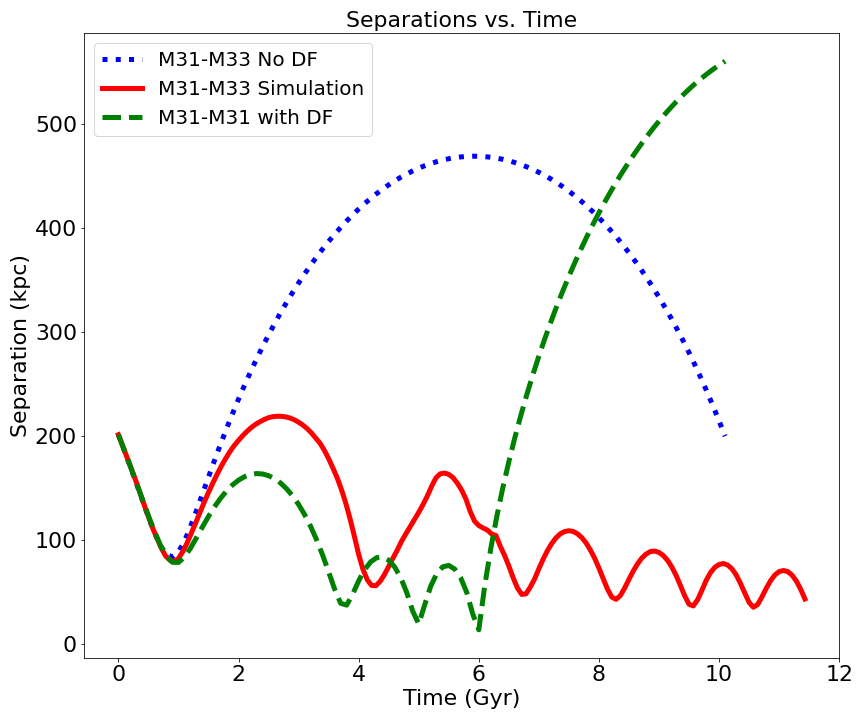 Separations vs. Time
M31-M33 No DF
M31-M33 Simulation
M31-M31 with DF
Separation (kpc)
500
400
300
200
100
0
0 2 4 6 8 10 12
Time (Gyr)